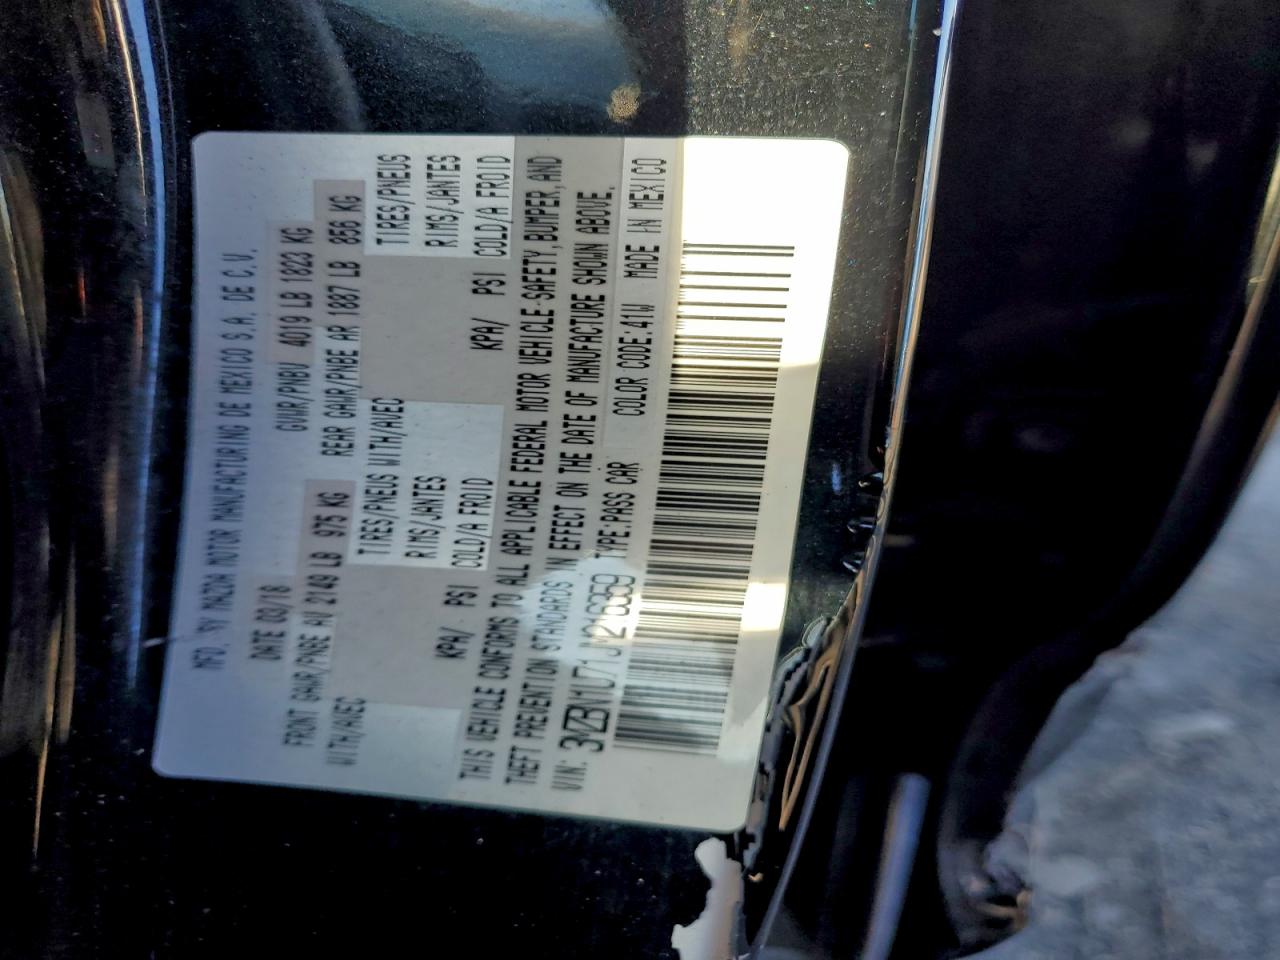 MFD. BY MAZDA MOTOR MANUFACTURING DE MEXICO S.A. DE C.V.
DATE 03/18 GVWR/PNBV 4019 LB 1823 KG
FRONT GAWR/PNBE AV 2149 LB 975 KG REAR GAWR/PNBE AR 1887 LB 856 KG
WITH/AVEC TIRES/PNEUS WITH/AVEC TIRES/PNEUS
RIMS/JANTES RIMS/JANTES
KPA/ PSI COLD/A FROID KPA/ PSI COLD/A FROID
THIS VEHICLE CONFORMS TO ALL APPLICABLE FEDERAL MOTOR VEHICLE SAFETY, BUMPER, AND
THEFT PREVENTION STANDARDS IN EFFECT ON THE DATE OF MANUFACTURE SHOWN ABOVE.
VIN: TYPE:PASS CAR COLOR CODE:41W MADE IN MEXICO